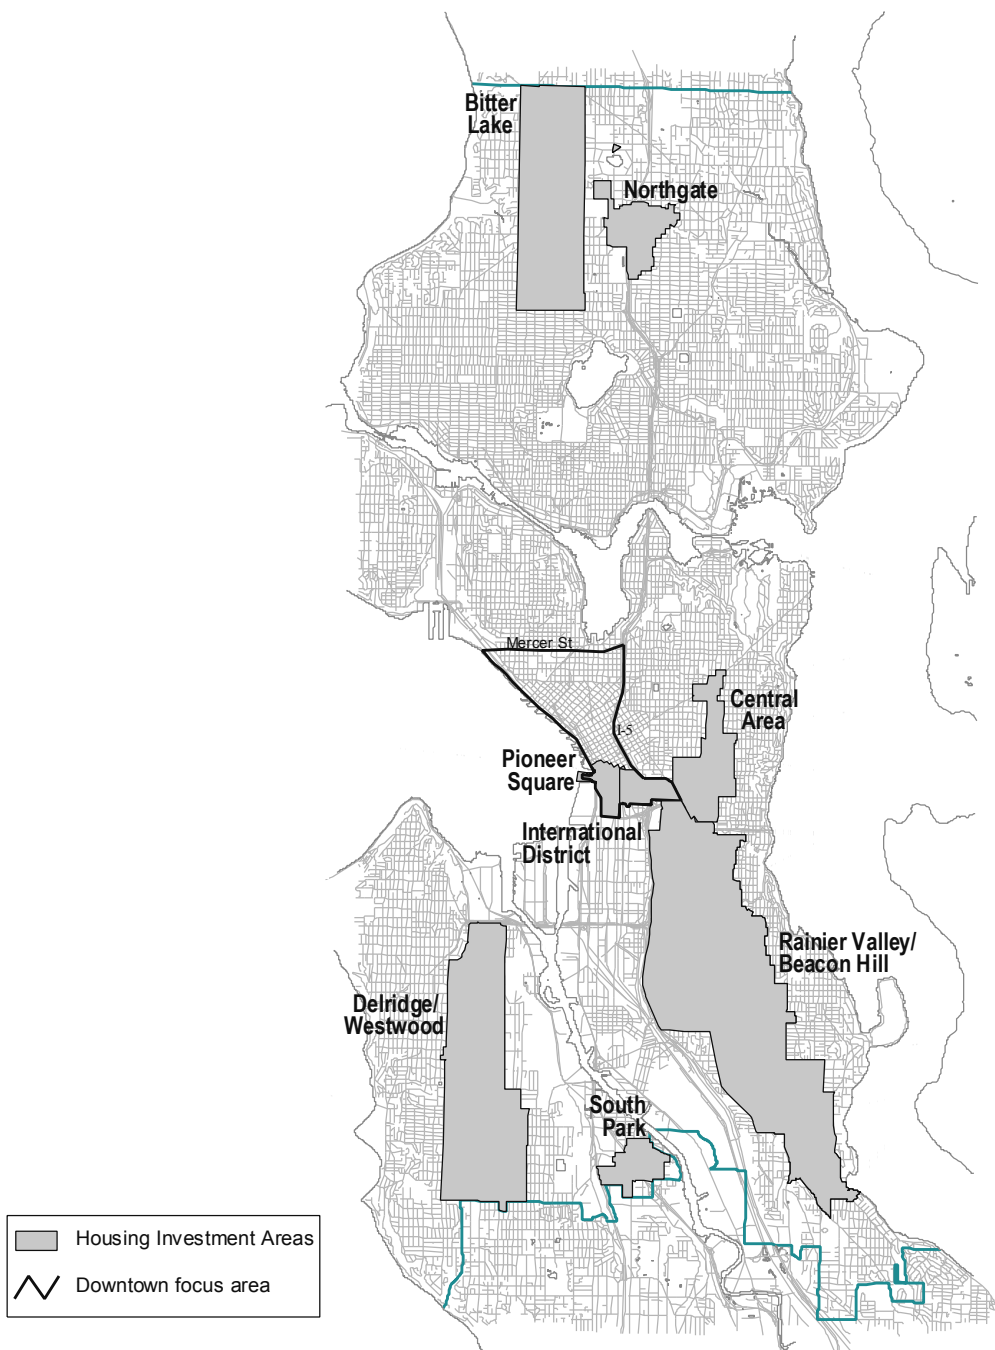 Bitter
Lake
Northgate
Mercer St
Central
Area
I-5
Pioneer
Square
International
District
Rainier Valley/
Beacon Hill
Delridge/
Westwood
South
Park
Housing Investment Areas
Downtown focus area